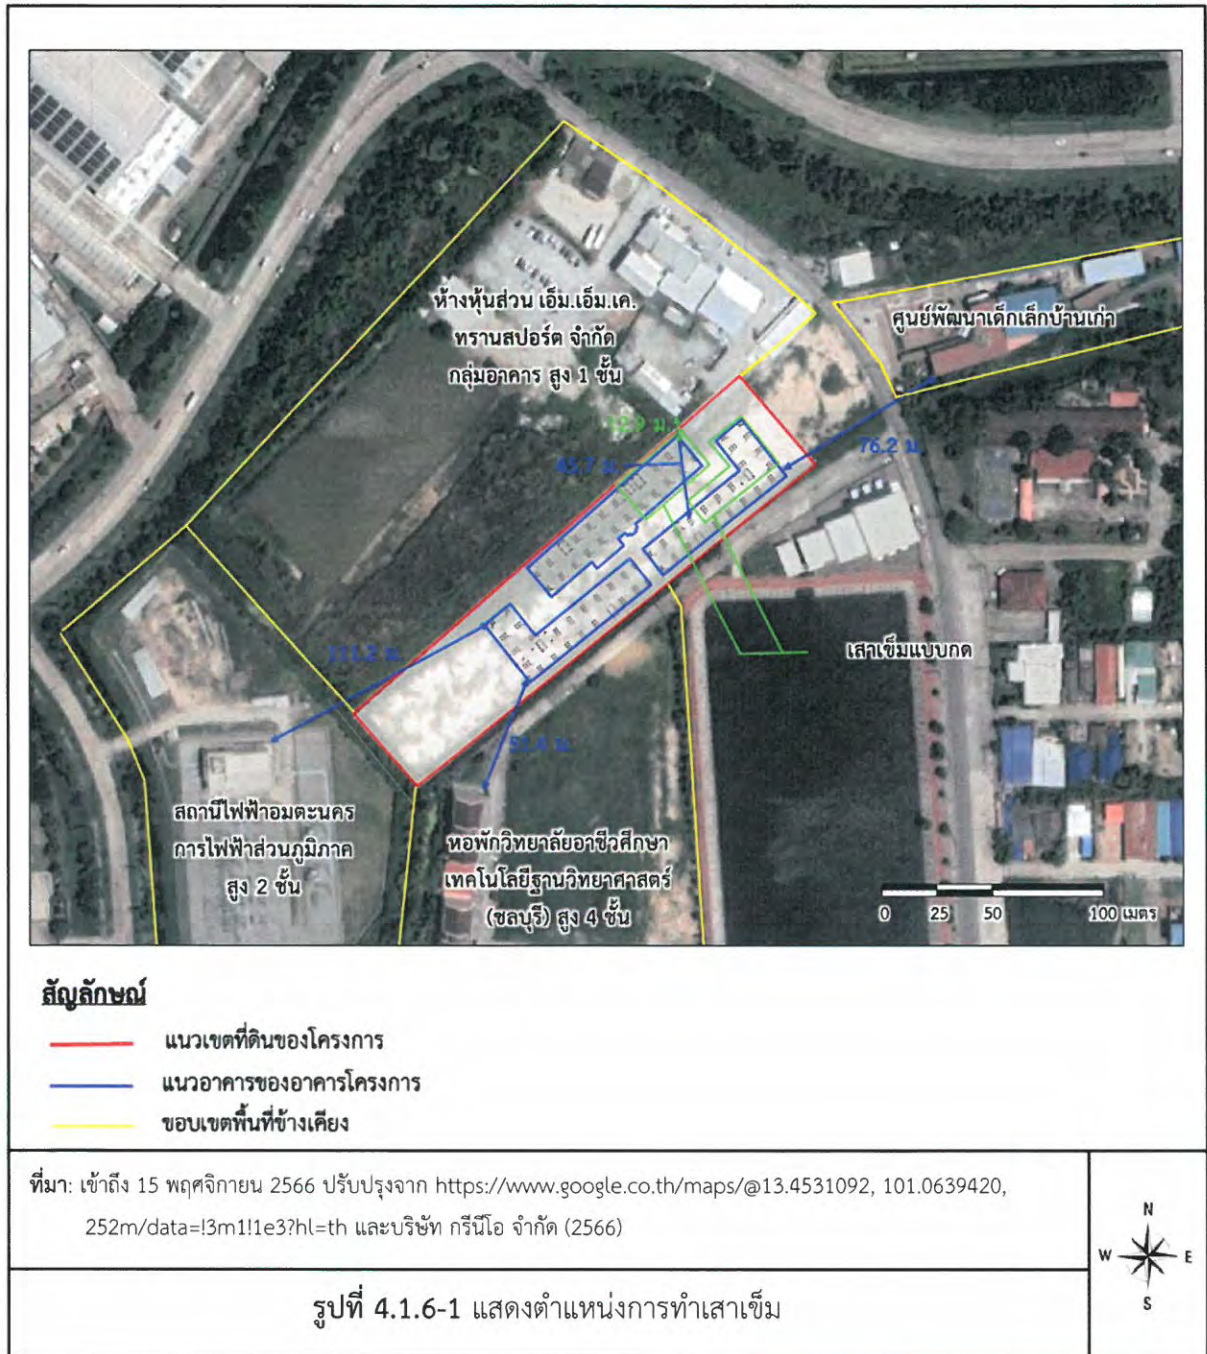 ห้างหุ้นส่วน เอ็ม.เอ็ม.เค.
ทรานสปอร์ต จำกัด
กลุ่มอาคาร สูง 1 ชั้น
ศูนย์พัฒนาเด็กเล็กบ้านเก่า
12.9 ม.
45.7 ม.
76.2 ม.
111.2 ม.
51.4 ม.
เสาเข็มแบบกด
สถานีไฟฟ้าอมตะนคร
การไฟฟ้าส่วนภูมิภาค
สูง 2 ชั้น
หอพักวิทยาลัยอาชีวศึกษา
เทคโนโลยีฐานวิทยาศาสตร์
(ชลบุรี) สูง 4 ชั้น
0 25 50 100 เมตร
สัญลักษณ์
แนวเขตที่ดินของโครงการ
แนวอาคารของอาคารโครงการ
ขอบเขตพื้นที่ข้างเคียง
ที่มา: เข้าถึง 15 พฤศจิกายน 2566 ปรับปรุงจาก https://www.google.co.th/maps/@13.4531092, 101.0639420,
252m/data=!3m1!1e3?hl=th และบริษัท กรีนีโอ จำกัด (2566)
N
W E
S
รูปที่ 4.1.6-1 แสดงตำแหน่งการทำเสาเข็ม